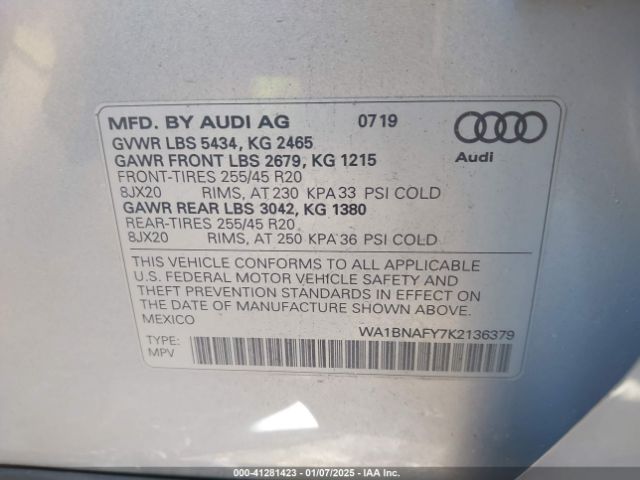 MFD. BY AUDI AG 0719
GVWR LBS 5434, KG 2465
GAWR FRONT LBS 2679, KG 1215
FRONT-TIRES 255/45 R20
8JX20 RIMS, AT 230 KPA 33 PSI COLD
GAWR REAR LBS 3042, KG 1380
REAR-TIRES 255/45 R20
8JX20 RIMS, AT 250 KPA 36 PSI COLD
Audi
THIS VEHICLE CONFORMS TO ALL APPLICABLE
U.S. FEDERAL MOTOR VEHICLE SAFETY AND
THEFT PREVENTION STANDARDS IN EFFECT ON
THE DATE OF MANUFACTURE SHOWN ABOVE.
MEXICO
WA1BNAFY7K2136379
TYPE:
MPV
000-41281423 - 01/07/2025 - IAA Inc.